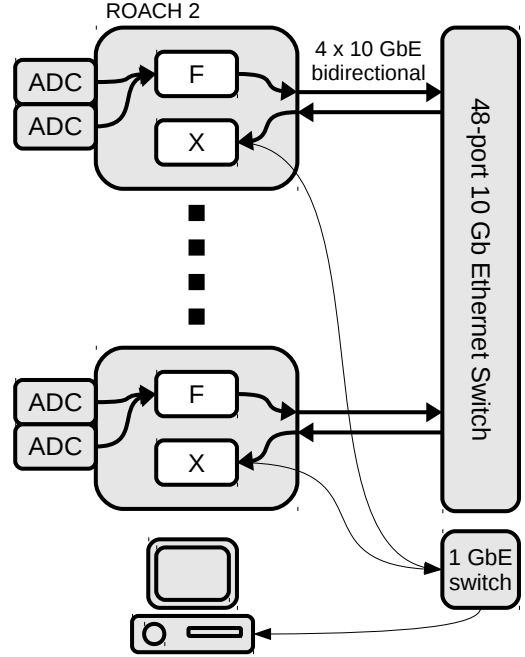 ROACH 2
ADC
ADC
F
X
4 x 10 GbE
bidirectional
48-port 10 Gb Ethernet Switch
ADC
ADC
F
X
1 GbE
switch